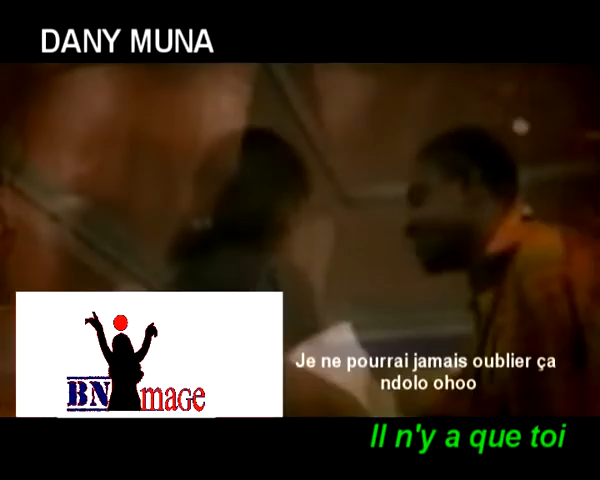 DANY MUNA
Je ne pourrai jamais oublier ça
ndolo ohoo
BN mage
Il n'y a que toi